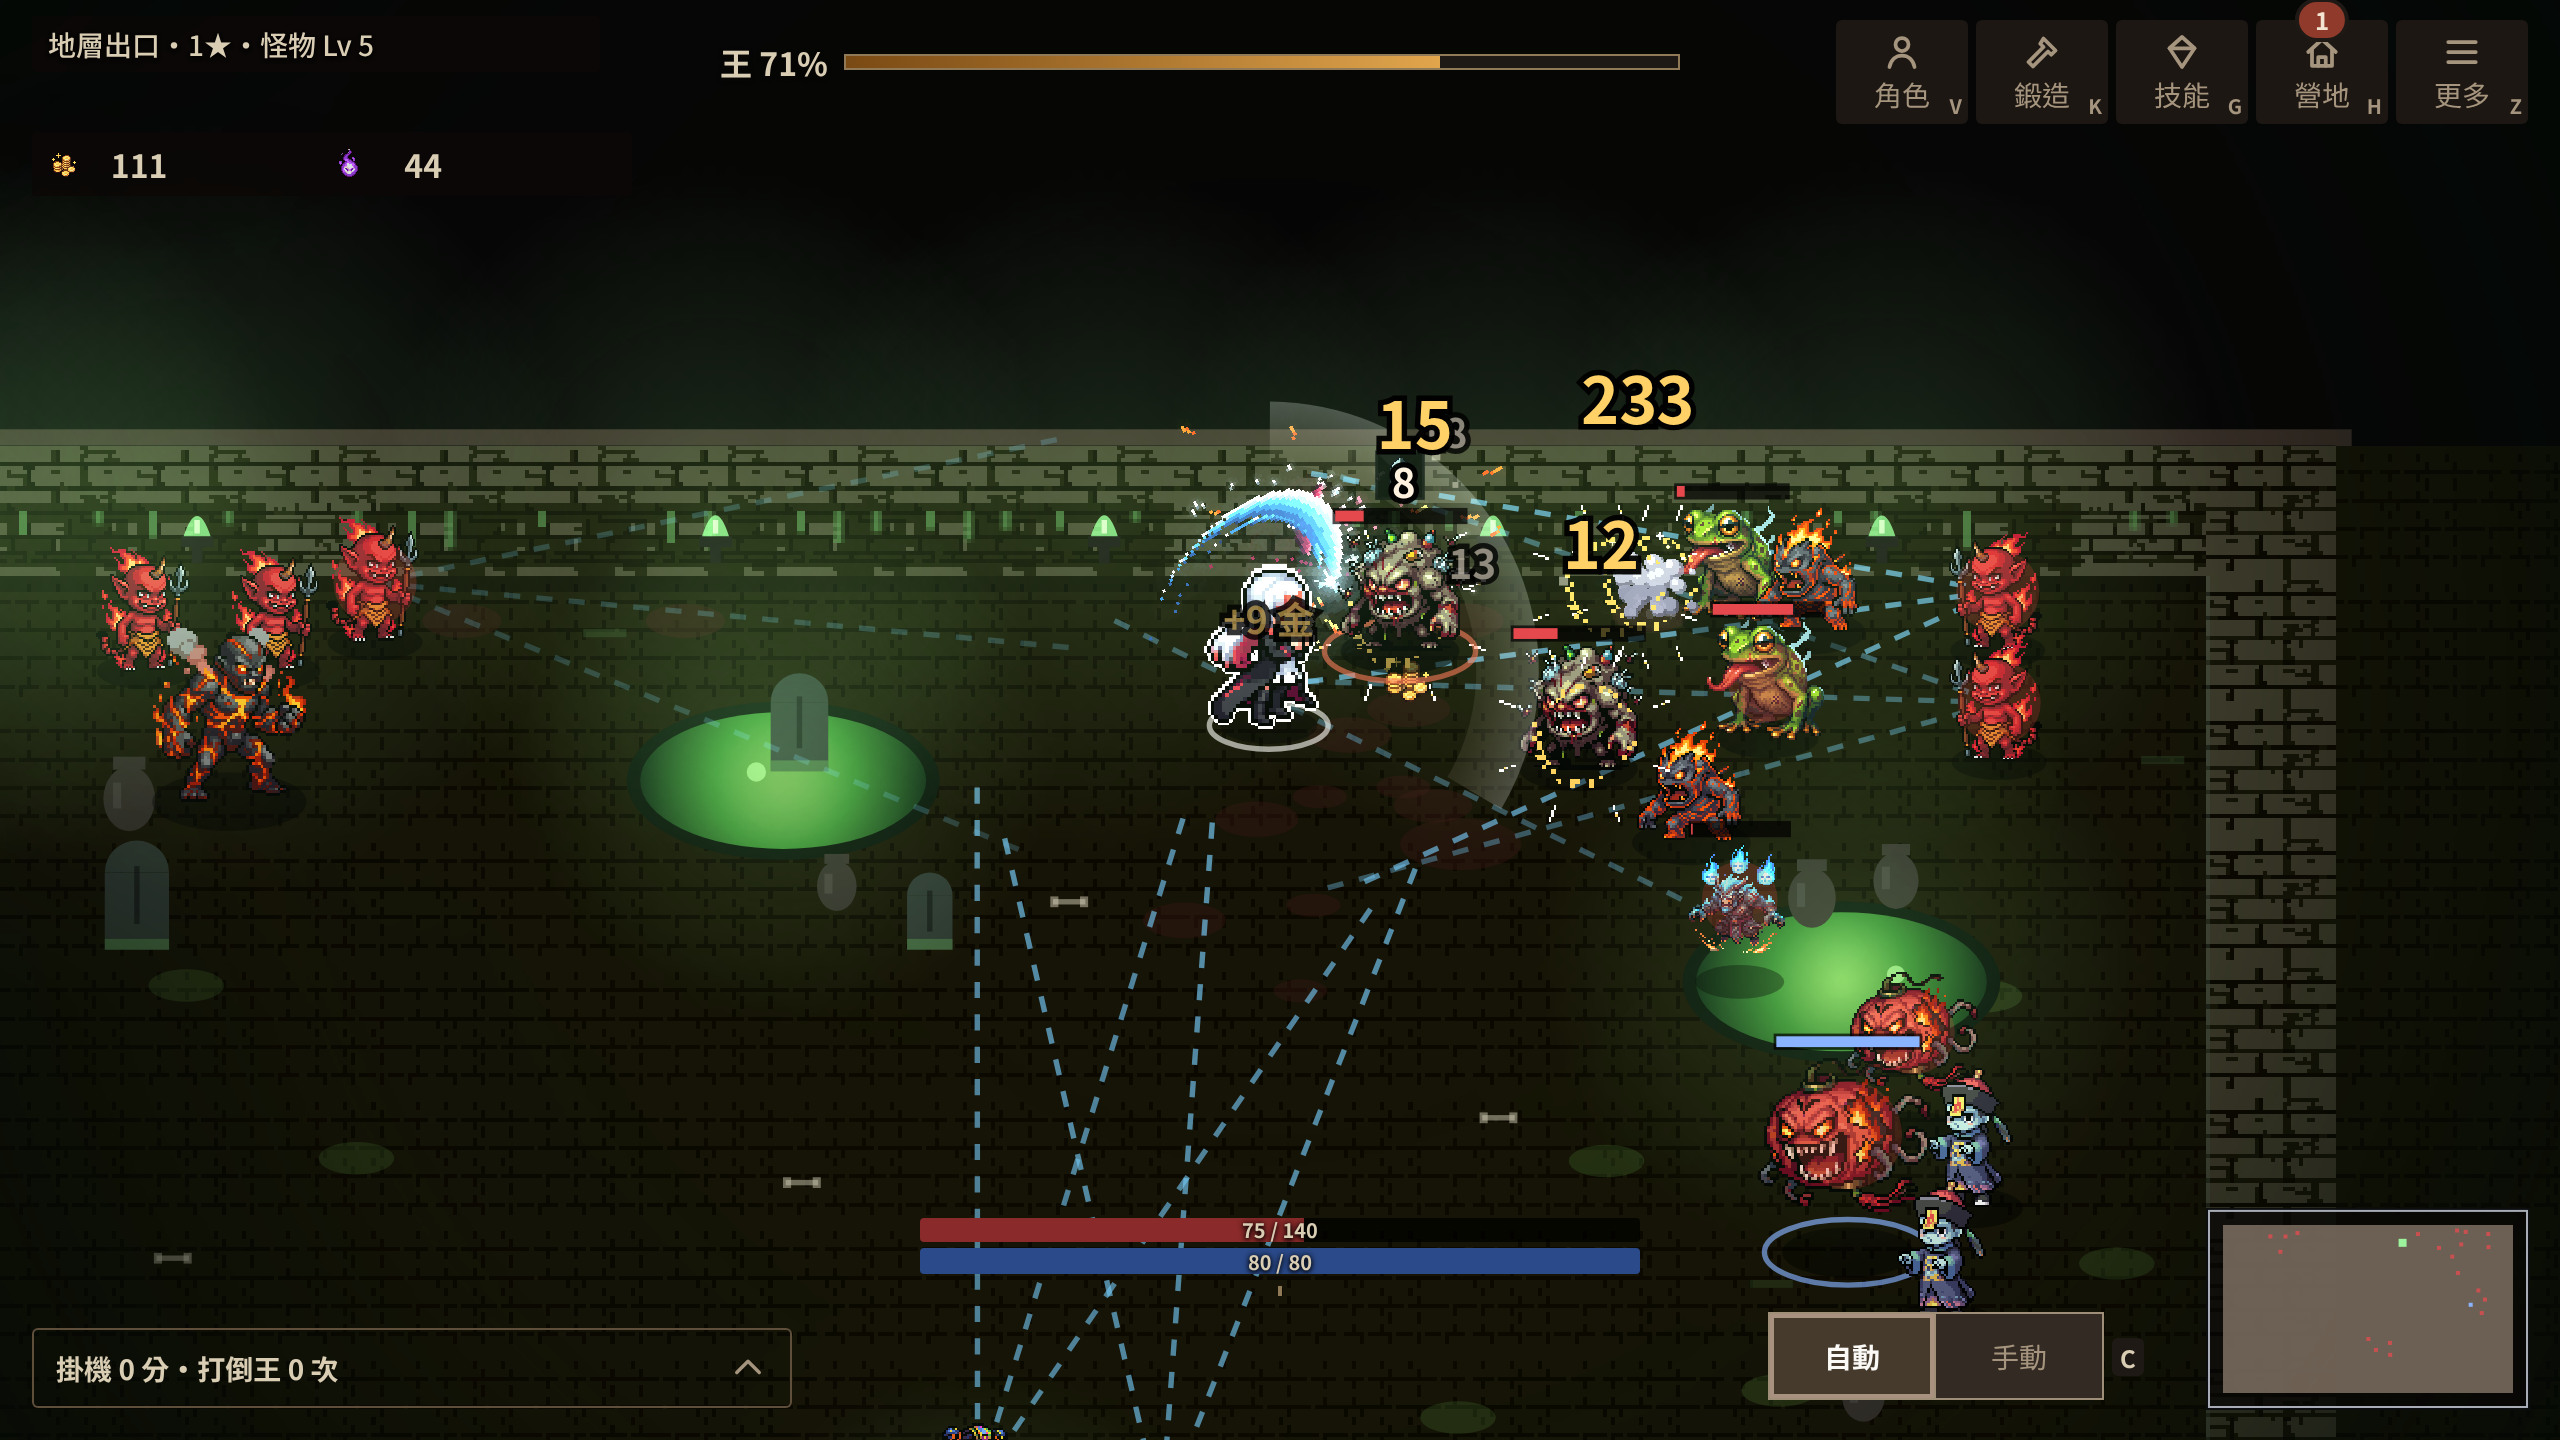 地層出口・1★・怪物 Lv 5
王 71%
1
角色 V
鍛造 K
技能 G
營地 H
更多 Z
111
44
233
15
8
13
12
+9 金
75 / 140
80 / 80
掛機 0 分・打倒王 0 次
自動
手動
C